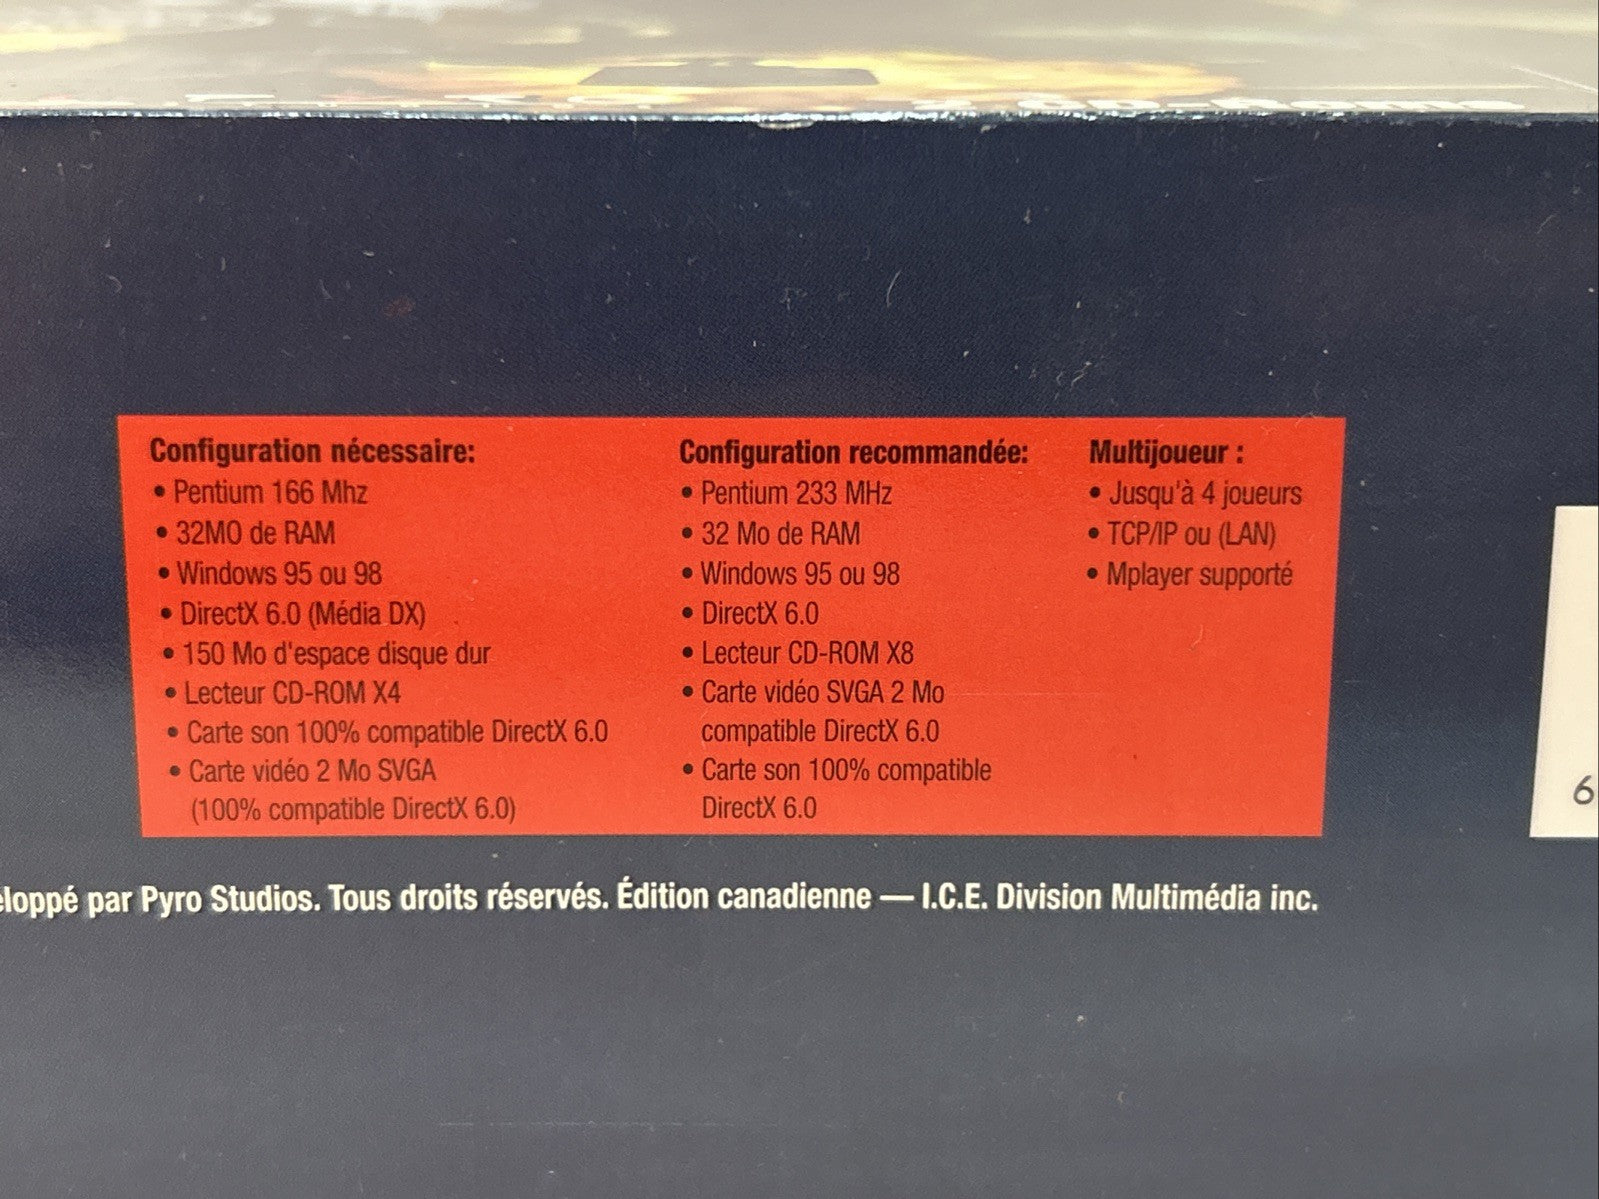 Configuration nécessaire:
• Pentium 166 Mhz
• 32MO de RAM
• Windows 95 ou 98
• DirectX 6.0 (Média DX)
• 150 Mo d'espace disque dur
• Lecteur CD-ROM X4
• Carte son 100% compatible DirectX 6.0
• Carte vidéo 2 Mo SVGA
(100% compatible DirectX 6.0)
Configuration recommandée:
• Pentium 233 MHz
• 32 Mo de RAM
• Windows 95 ou 98
• DirectX 6.0
• Lecteur CD-ROM X8
• Carte vidéo SVGA 2 Mo
compatible DirectX 6.0
• Carte son 100% compatible
DirectX 6.0
Multijoueur :
• Jusqu'à 4 joueurs
• TCP/IP ou (LAN)
• Mplayer supporté
6
par Pyro Studios. Tous droits réservés. Édition canadienne — I.C.E. Division Multimédia inc.